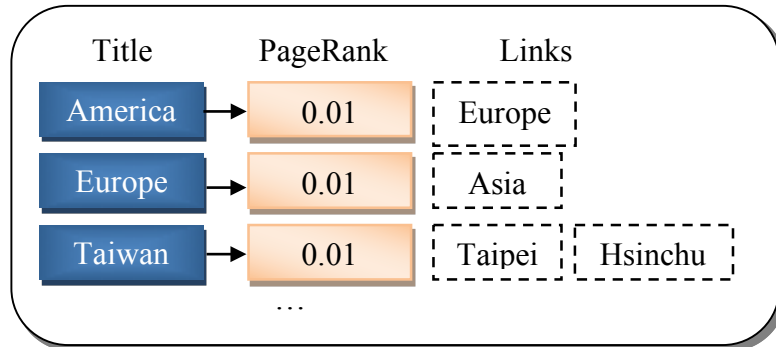 Title PageRank Links
America 0.01 Europe
Europe 0.01 Asia
Taiwan 0.01 Taipei Hsinchu
…